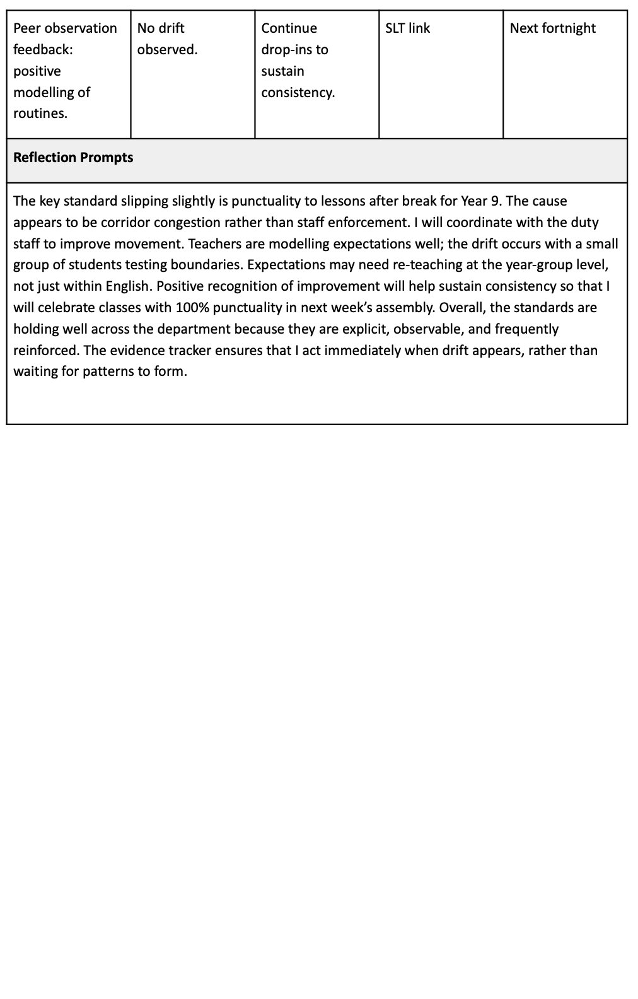 Peer observation
feedback:
positive
modelling of
routines.
No drift
observed.
Continue
drop-ins to
sustain
consistency.
SLT link
Next fortnight
Reflection Prompts
The key standard slipping slightly is punctuality to lessons after break for Year 9. The cause
appears to be corridor congestion rather than staff enforcement. I will coordinate with the duty
staff to improve movement. Teachers are modelling expectations well; the drift occurs with a small
group of students testing boundaries. Expectations may need re-teaching at the year-group level,
not just within English. Positive recognition of improvement will help sustain consistency so that I
will celebrate classes with 100% punctuality in next week’s assembly. Overall, the standards are
holding well across the department because they are explicit, observable, and frequently
reinforced. The evidence tracker ensures that I act immediately when drift appears, rather than
waiting for patterns to form.